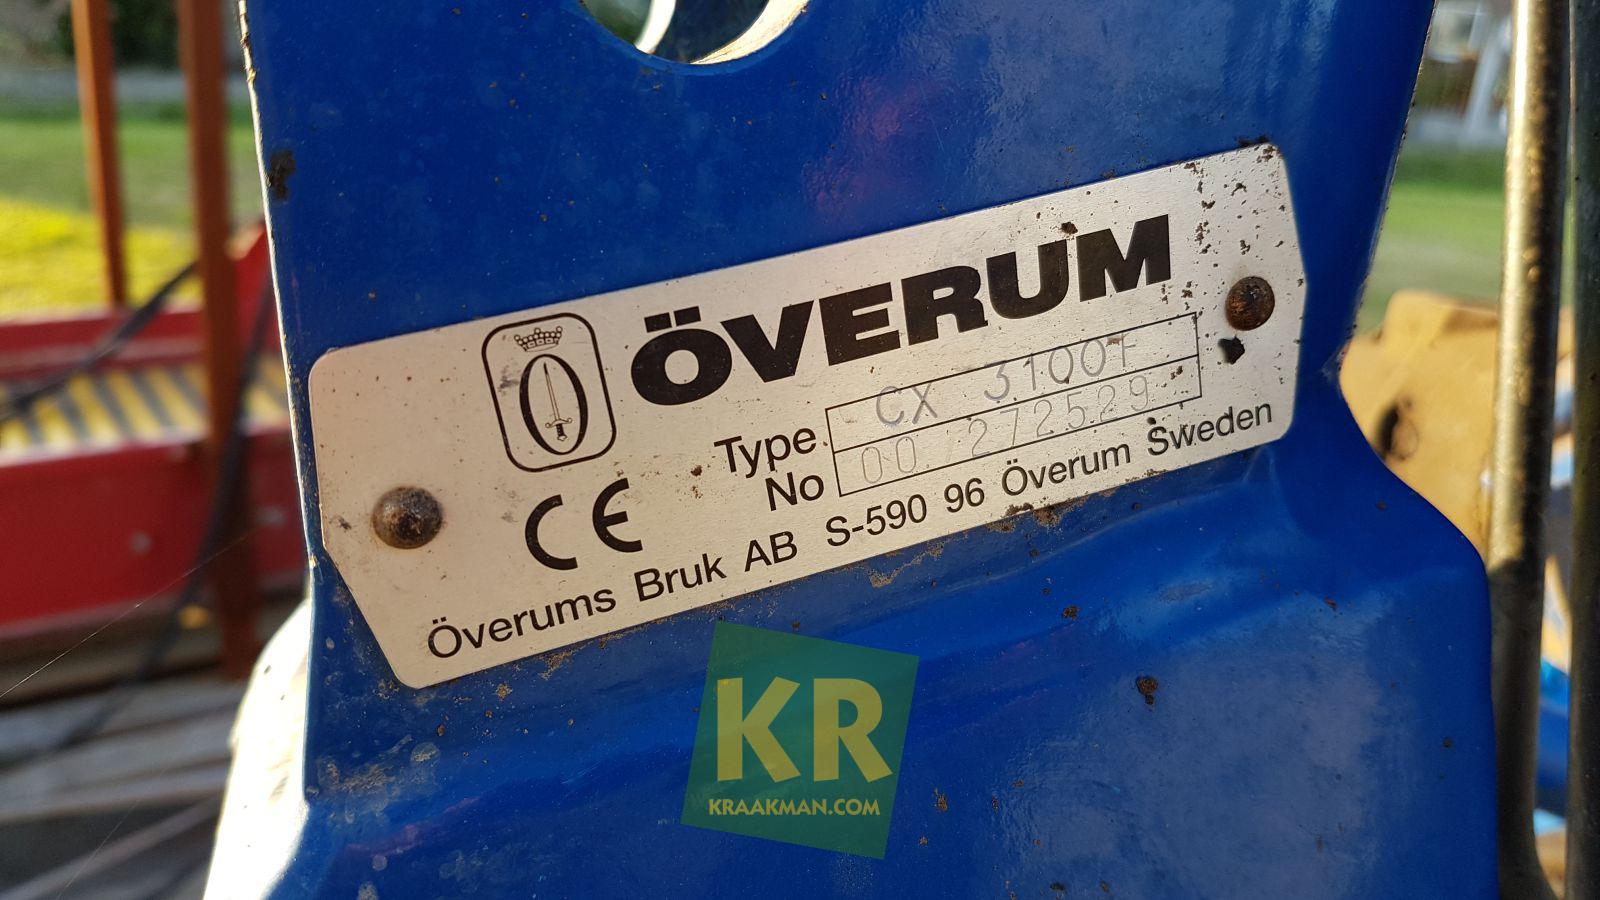 ÖVERUM
Type CX 3100F
No 00 272529
CE
Överums Bruk AB S-590 96 Överum Sweden
KR
KRAAKMAN.COM